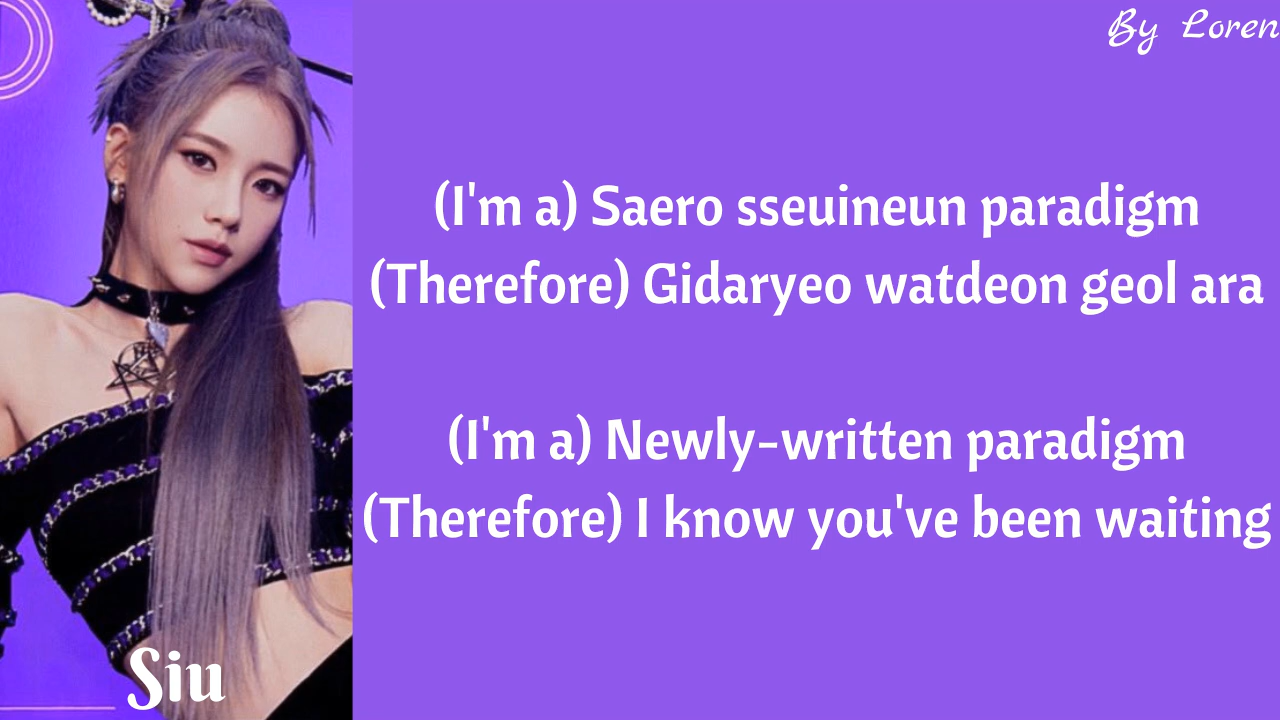 By Loren
(I'm a) Saero sseuineun paradigm
(Therefore) Gidaryeo watdeon geol ara
(I'm a) Newly-written paradigm
(Therefore) I know you've been waiting
Siu